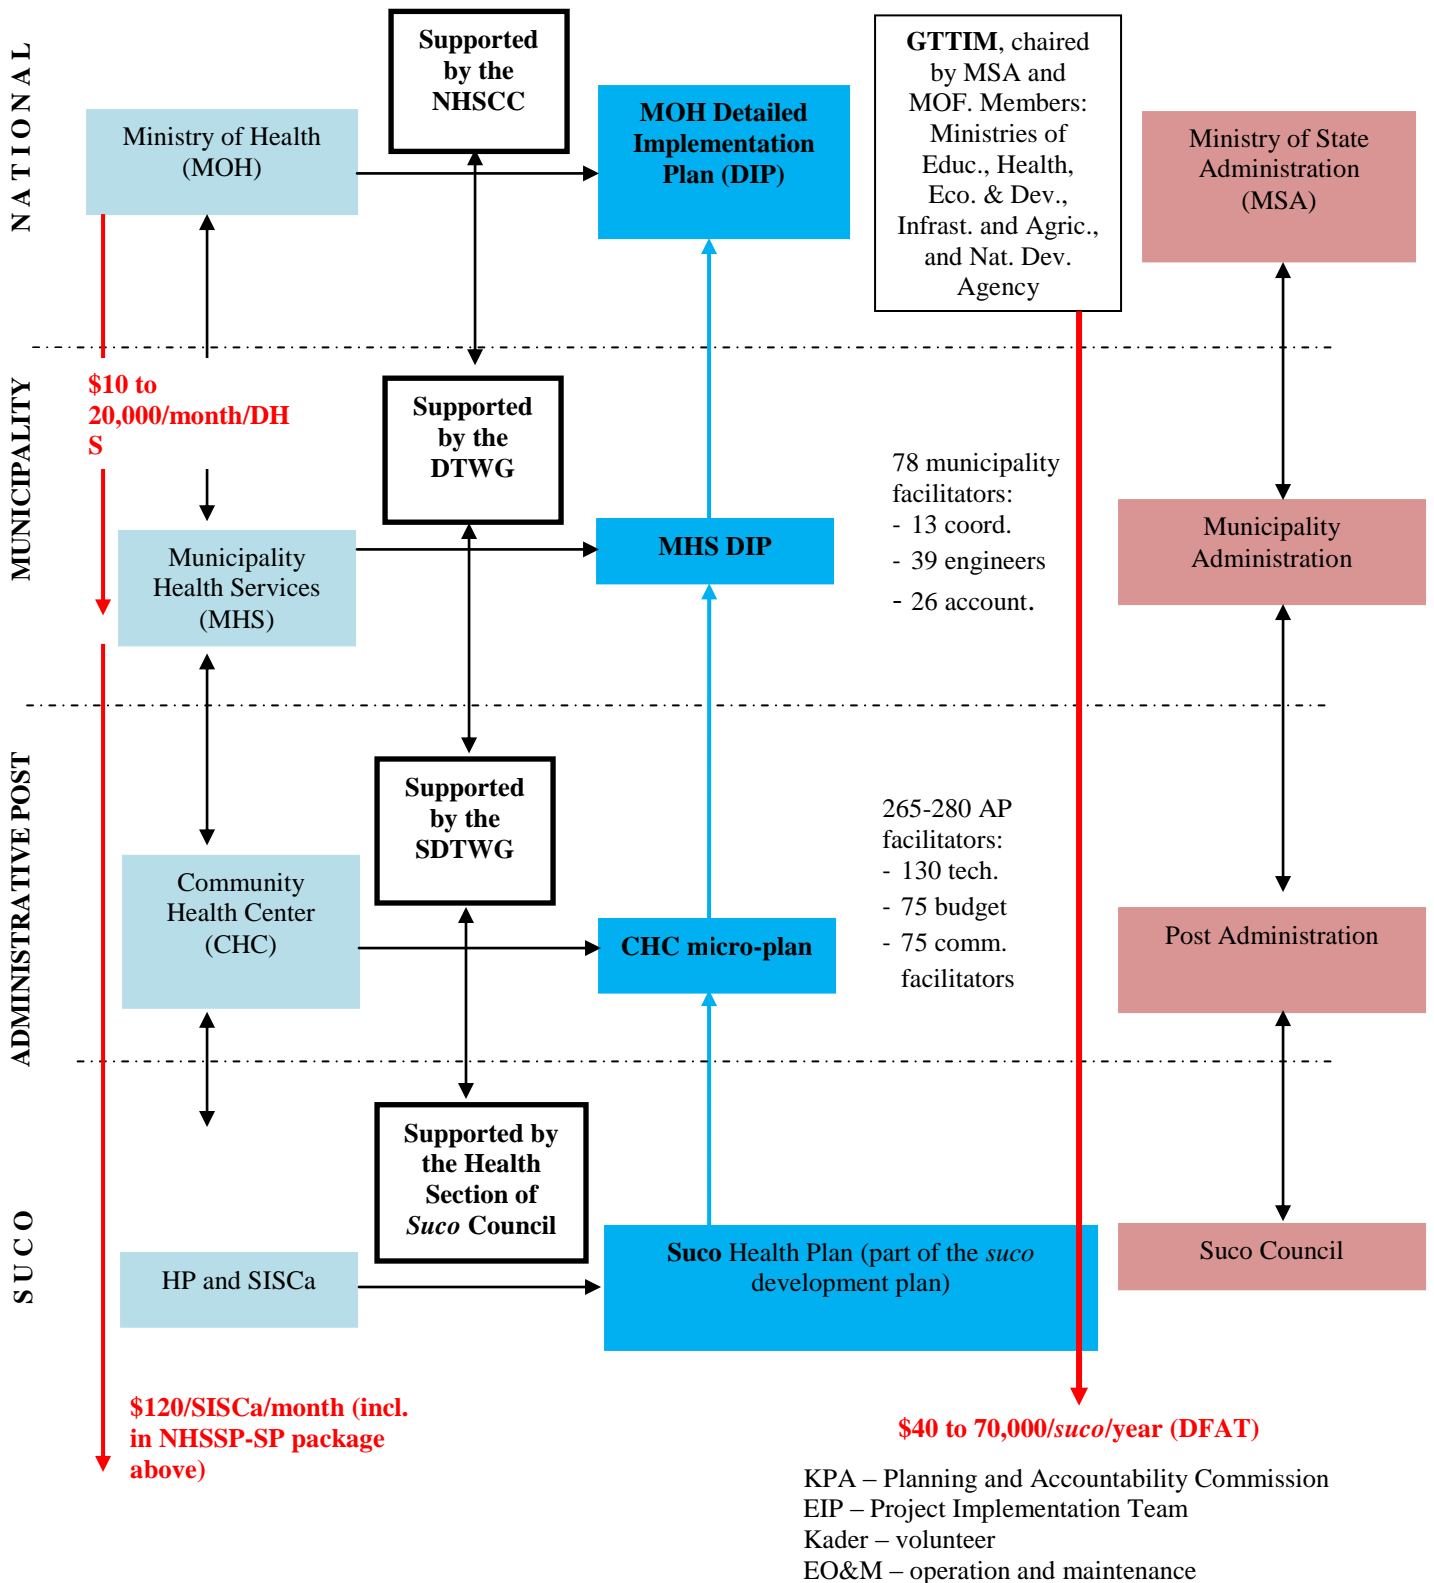 NATIONAL
Supported
by the
NHSCC
Ministry of Health
(MOH)
MOH Detailed
Implementation
Plan (DIP)
GTTIM, chaired
by MSA and
MOF. Members:
Ministries of
Educ., Health,
Eco. & Dev.,
Infrast. and Agric.,
and Nat. Dev.
Agency
Ministry of State
Administration
(MSA)
MUNICIPALITY
$10 to
20,000/month/DH
S
Supported
by the
DTWG
Municipality
Health Services
(MHS)
MHS DIP
78 municipality
facilitators:
- 13 coord.
- 39 engineers
- 26 account.
Municipality
Administration
ADMINISTRATIVE POST
Supported
by the
SDTWG
Community
Health Center
(CHC)
CHC micro-plan
265-280 AP
facilitators:
- 130 tech.
- 75 budget
- 75 comm.
facilitators
Post Administration
SUCO
Supported by
the Health
Section of
Suco Council
HP and SISCa
Suco Health Plan (part of the suco
development plan)
Suco Council
$120/SISCa/month (incl.
in NHSSP-SP package
above)
$40 to 70,000/suco/year (DFAT)
KPA – Planning and Accountability Commission
EIP – Project Implementation Team
Kader – volunteer
EO&M – operation and maintenance